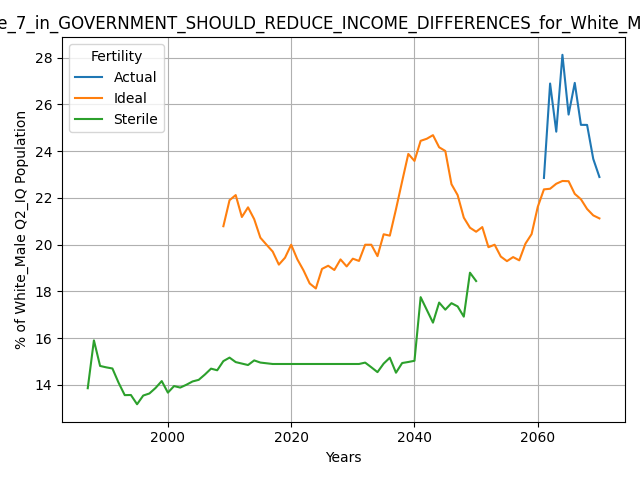 e_7_in_GOVERNMENT_SHOULD_REDUCE_INCOME_DIFFERENCES_for_White_M
Fertility
Actual
Ideal
Sterile
% of White_Male Q2_IQ Population
28
26
24
22
20
18
16
14
2000
2020
2040
2060
Years